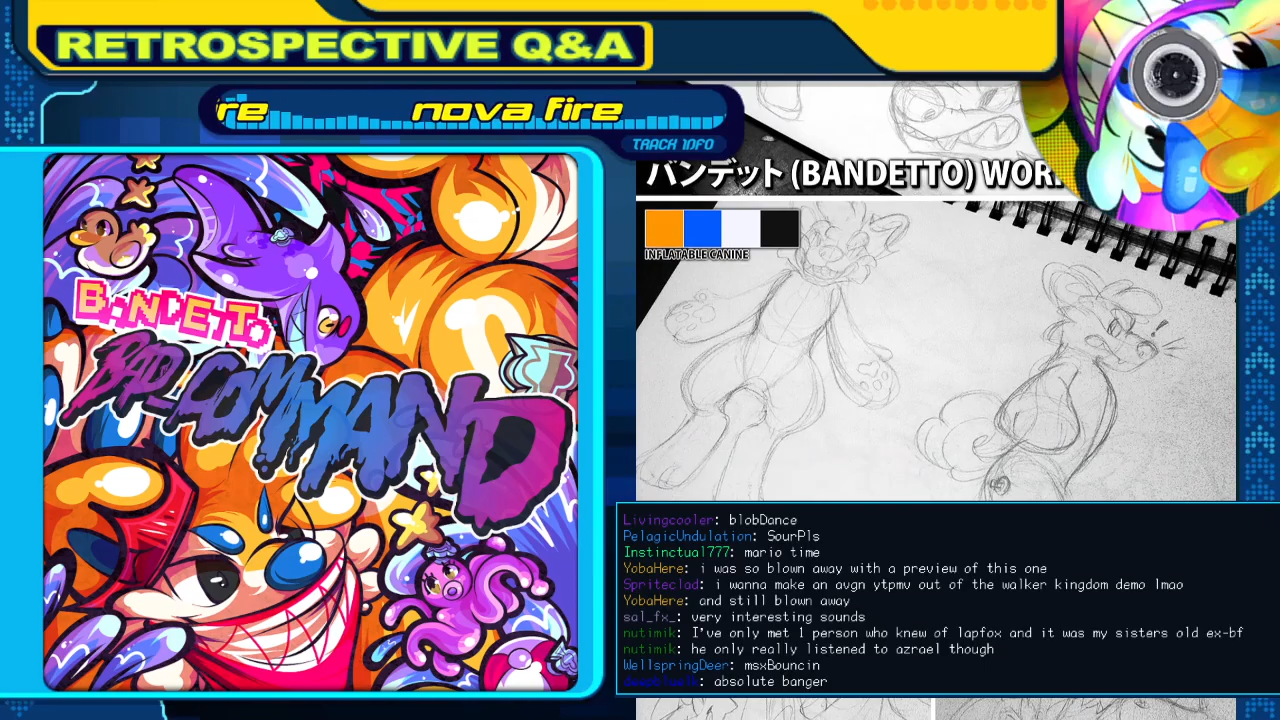 RETROSPECTIVE Q&A
re nova fire
TRACK INFO
バンデット (BANDETTO)
INFLATABLE CANINE
BANDETTO
BAD_COMMAND
Livingcooler: blobDance
PelagicUndulation: SourPls
Instinctual777: mario time
YobaHere: i was so blown away with a preview of this one
Spriteclad: i wanna make an avgn ytpmv out of the walker kingdom demo lmao
YobaHere: and still blown away
sal_fx_: very interesting sounds
nutimik: I've only met 1 person who knew of lapfox and it was my sisters old ex-bf
nutimik: he only really listened to azrael though
WellspringDeer: msxBouncin
: absolute banger